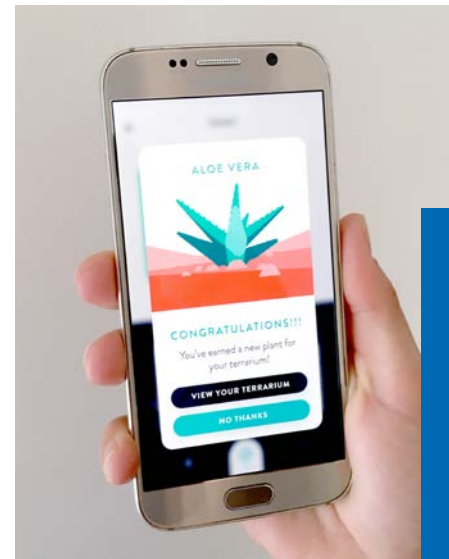 ALOE VERA
CONGRATULATIONS!!!
You've earned a new plant for
your terrarium!
VIEW YOUR TERRARIUM
NO THANKS